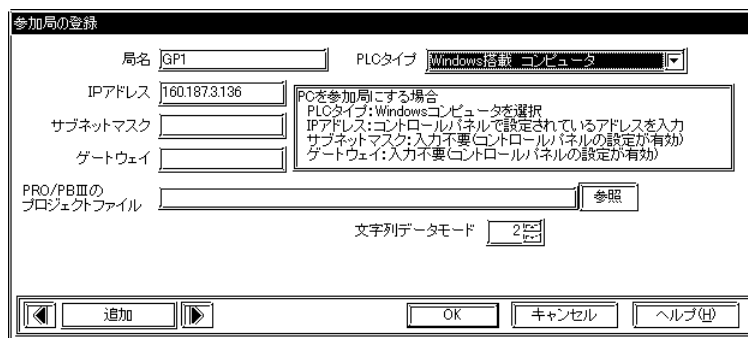 参加局の登録
局名 GP1 PLCタイプ Windows搭載 コンピュータ
IPアドレス 160.187.3.136
サブネットマスク
ゲートウェイ
PCを参加局にする場合
PLCタイプ:Windowsコンピュータを選択
IPアドレス:コントロールパネルで設定されているアドレスを入力
サブネットマスク:入力不要(コントロールパネルの設定が有効)
ゲートウェイ:入力不要(コントロールパネルの設定が有効)
PRO/PBⅢの
プロジェクトファイル 参照
文字列データモード 2
追加 OK キャンセル ヘルプ(H)